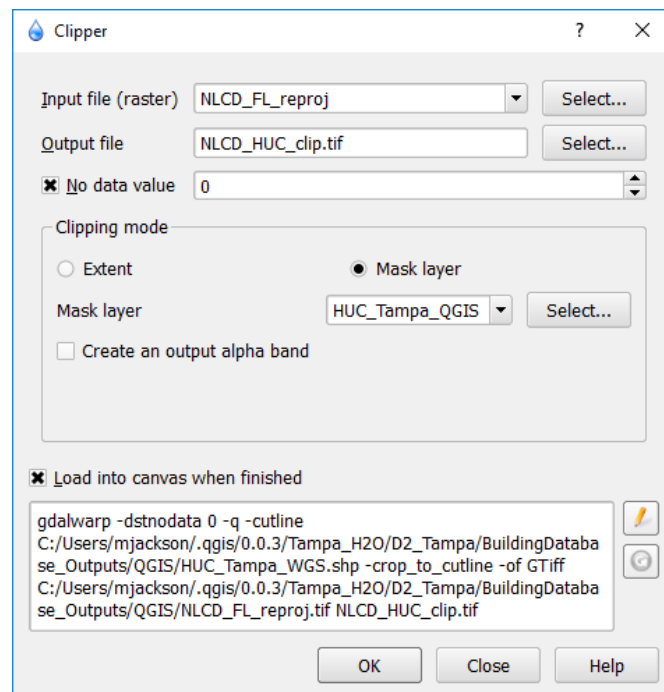 Clipper ?
Input file (raster) NLCD_FL_reproj Select...
Output file NLCD_HUC_clip.tif Select...
No data value 0
Clipping mode
Extent Mask layer
Mask layer HUC_Tampa_QGIS Select...
Create an output alpha band
Load into canvas when finished
gdalwarp -dstnodata 0 -q -cutline
C:/Users/mjackson/.qgis/0.0.3/Tampa_H2O/D2_Tampa/BuildingDataba
se_Outputs/QGIS/HUC_Tampa_WGS.shp -crop_to_cutline -of GTiff
C:/Users/mjackson/.qgis/0.0.3/Tampa_H2O/D2_Tampa/BuildingDataba
se_Outputs/QGIS/NLCD_FL_reproj.tif NLCD_HUC_clip.tif
OK Close Help